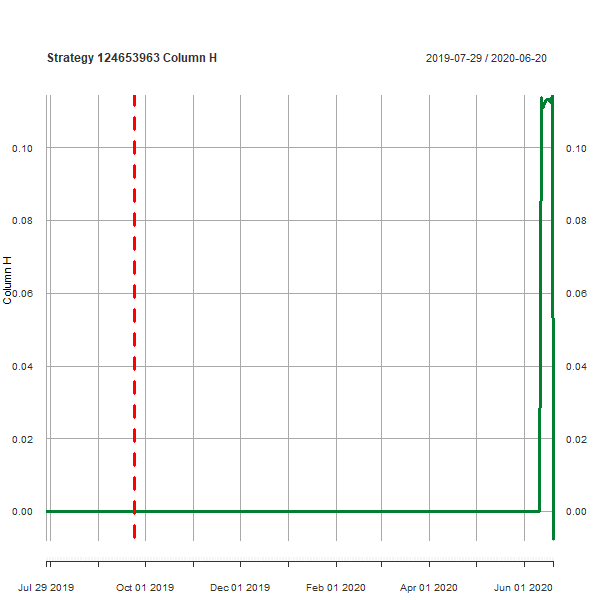 Strategy 124653963 Column H
2019-07-29 / 2020-06-20
Column H
0.10
0.08
0.06
0.04
0.02
0.00
0.10
0.08
0.06
0.04
0.02
0.00
Jul 29 2019
Oct 01 2019
Dec 01 2019
Feb 01 2020
Apr 01 2020
Jun 01 2020